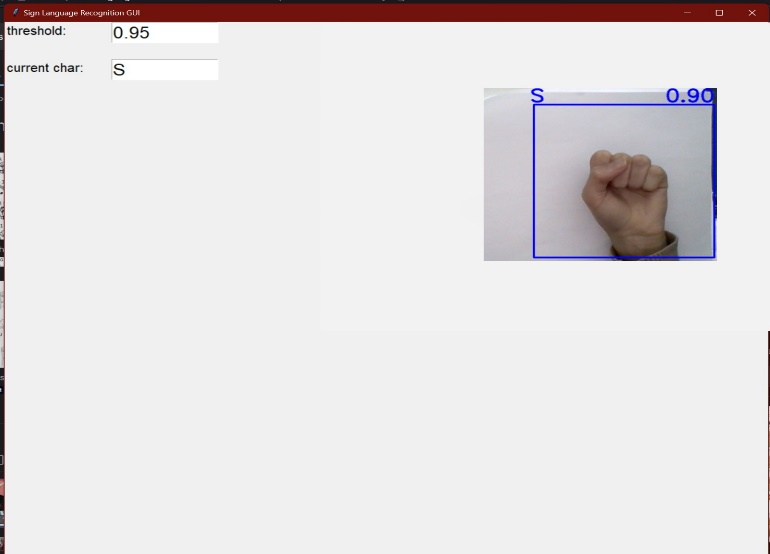 Sign Language Recognition GUI
threshold: 0.95
current char: S
S 0.90